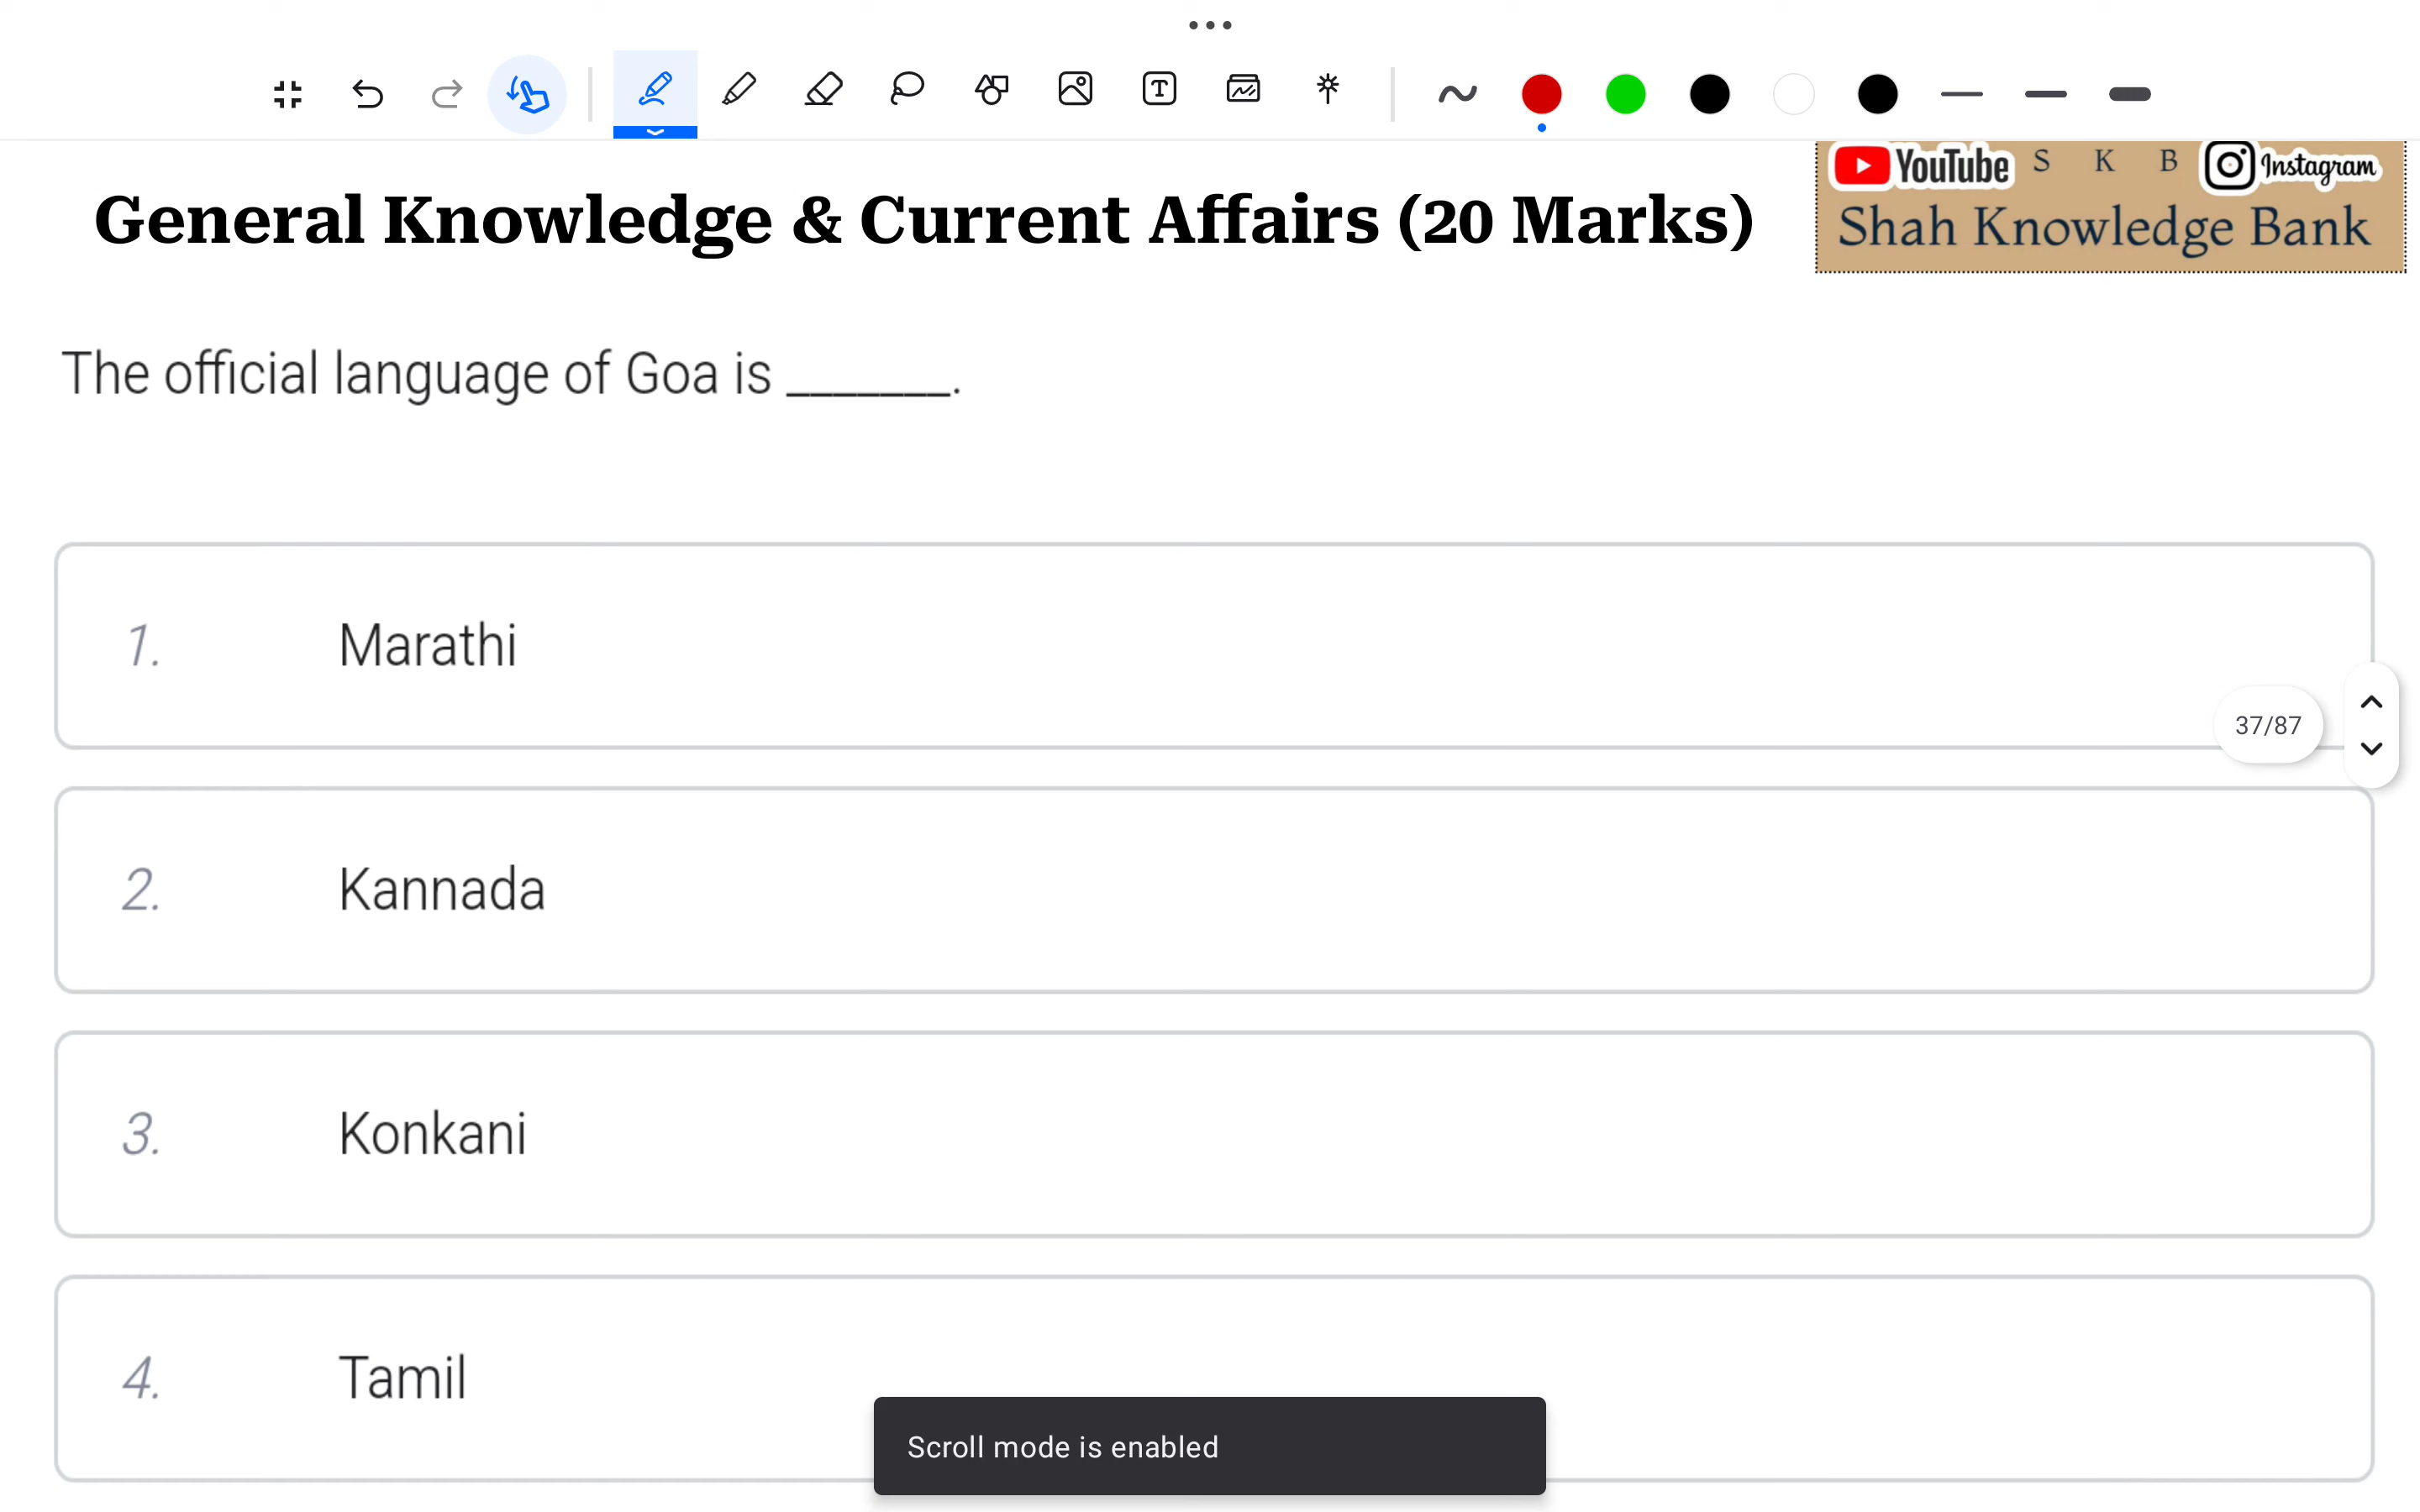 YouTube S K B Instagram
General Knowledge & Current Affairs (20 Marks)
Shah Knowledge Bank
The official language of Goa is _______.
1. Marathi
37/87
2. Kannada
3. Konkani
4. Tamil
Scroll mode is enabled